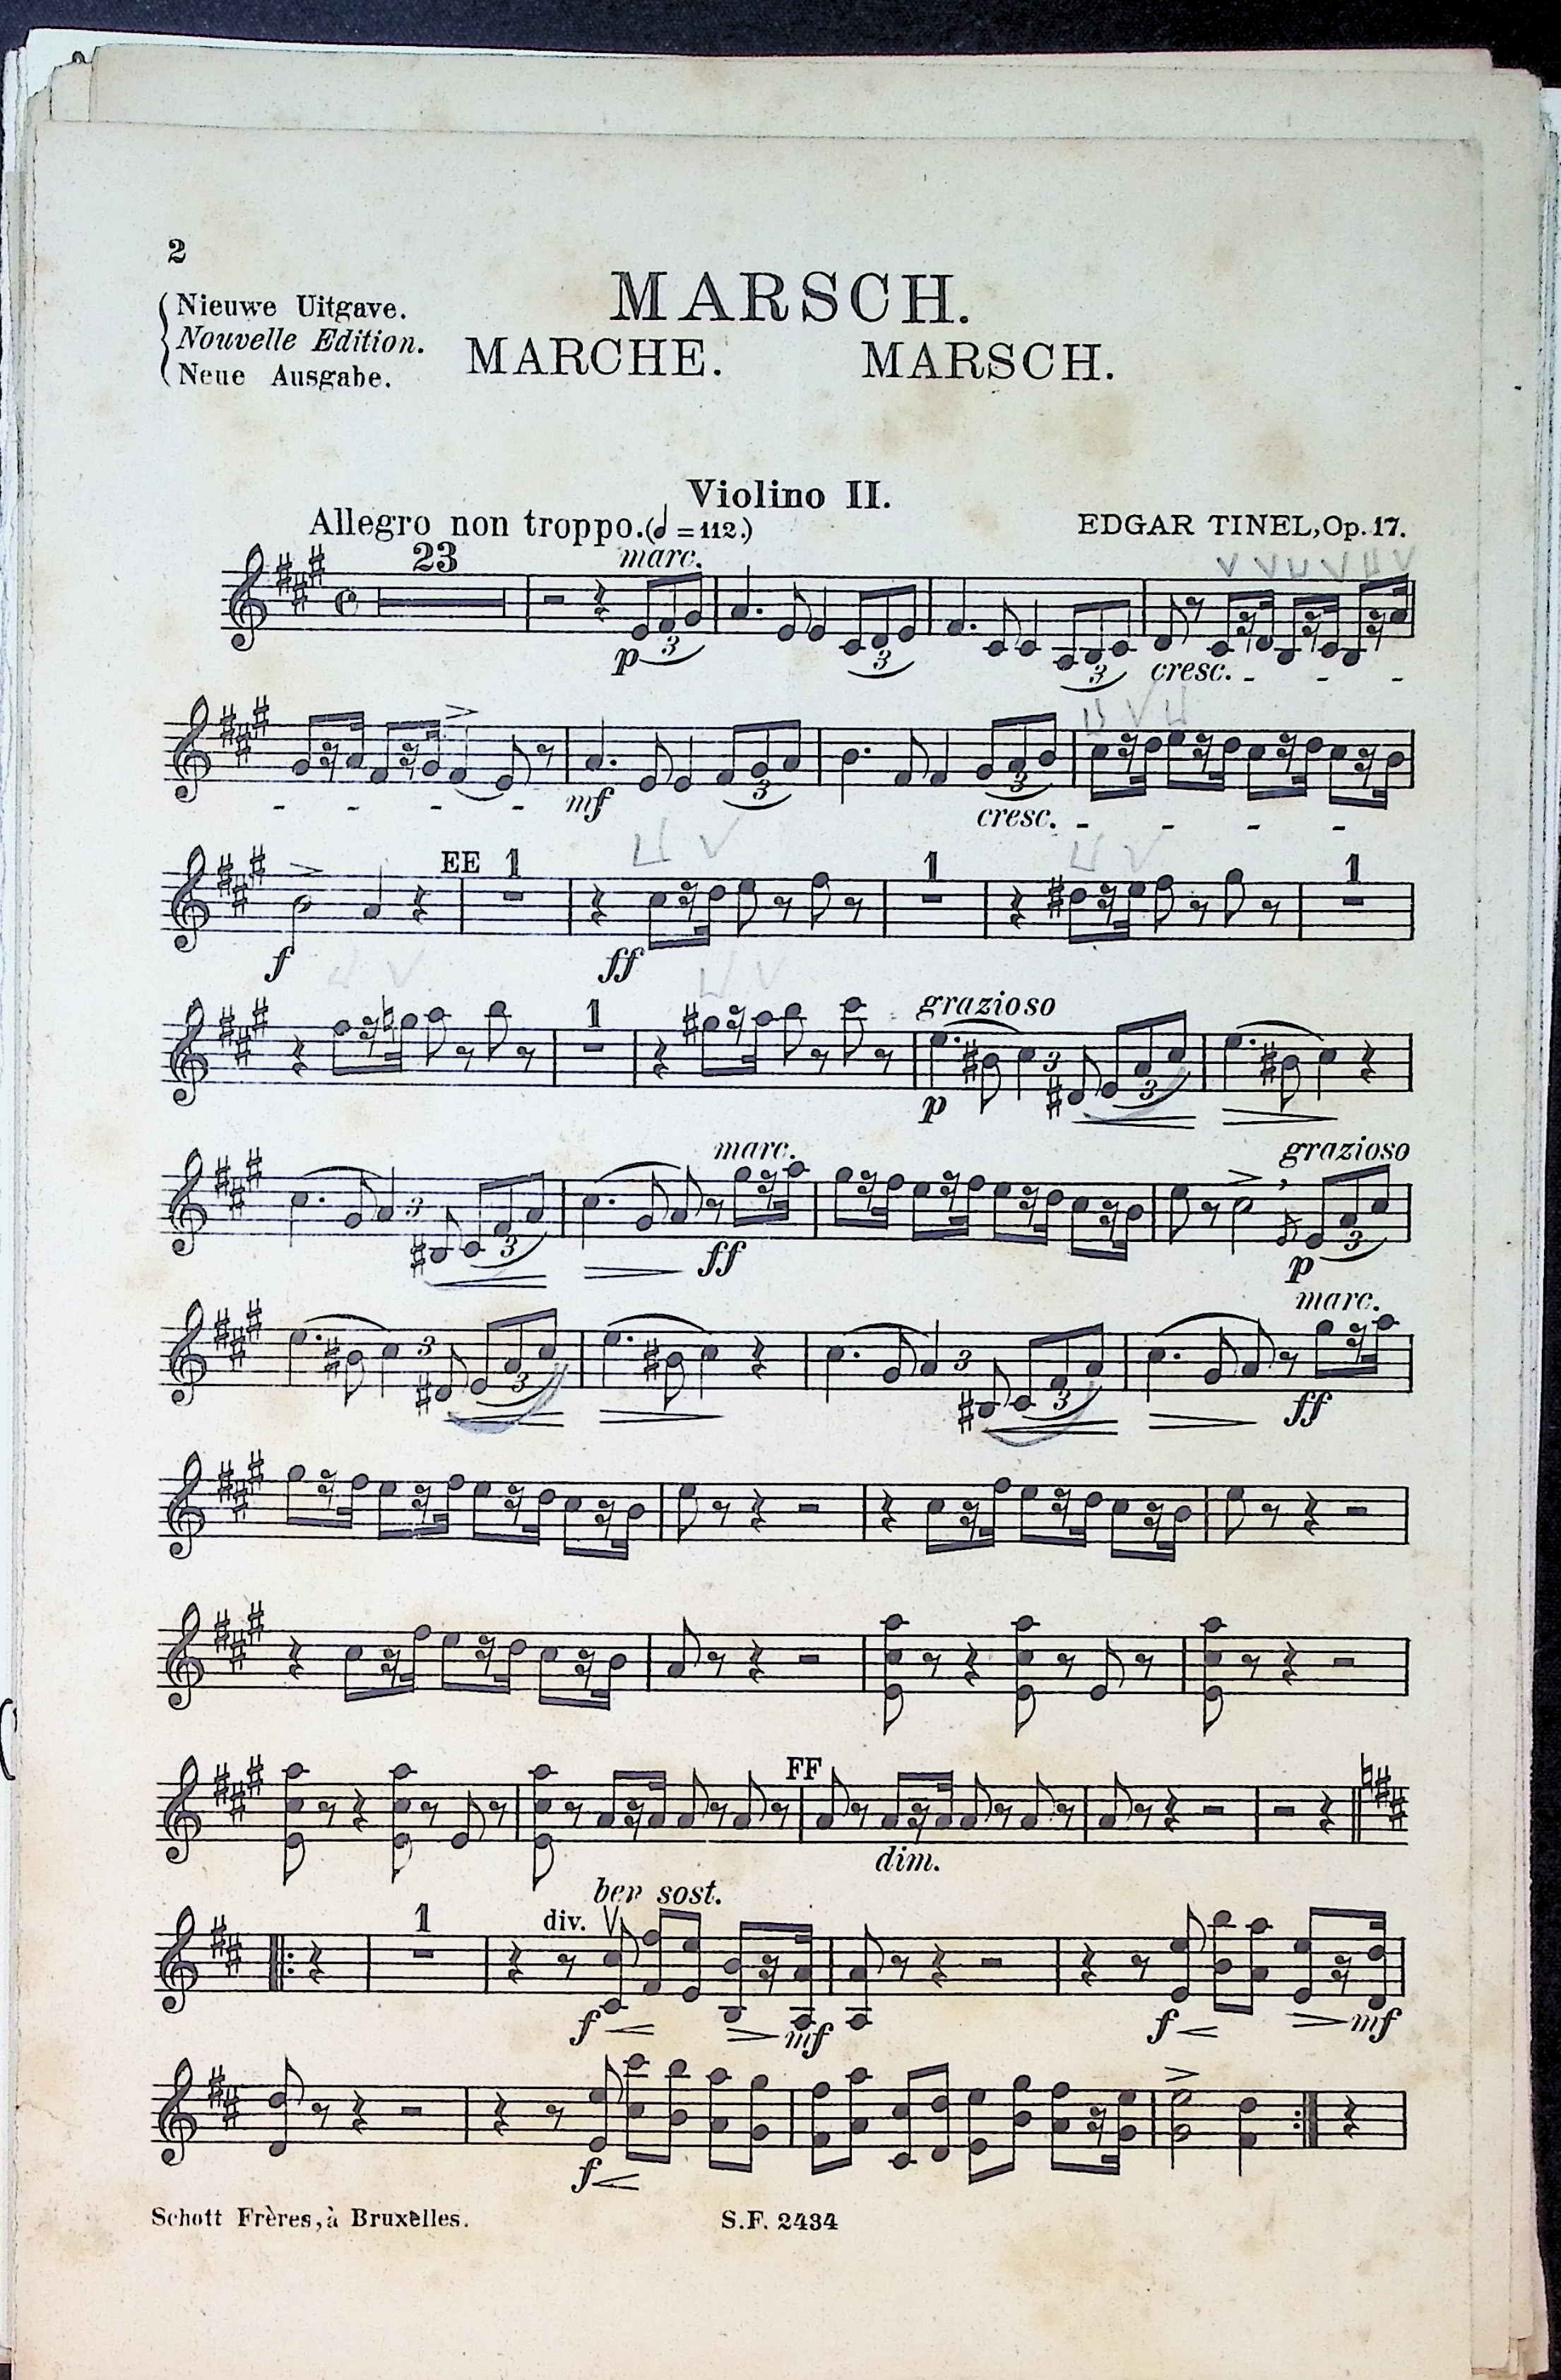 2
Nieuwe Uitgave.
Nouvelle Edition.
Neue Ausgabe.
MARSCH.
MARCHE. MARSCH.
Violino II.
Allegro non troppo. (𝅗𝅥 = 112.)
EDGAR TINEL, Op. 17.
23 marc.
p 3 3 3 cresc.
mf 3 3 cresc.
EE 1 1 1
f ff
1 grazioso
p 3 3
marc. grazioso
3 3 ff p 3
marc.
3 3 3 3 ff
FF
dim.
1 div. ben sost.
f mf f mf
f
Schott Frères, à Bruxelles. S.F. 2434